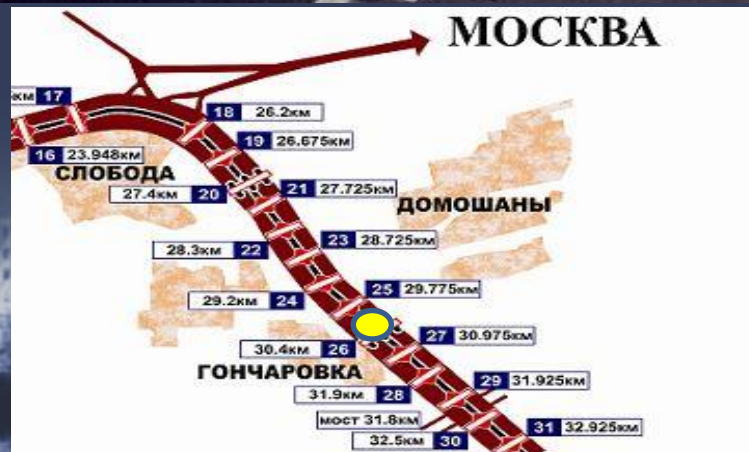 МОСКВА
км 17
18 26.2км
19 26.675км
16 23.948км
СЛОБОДА
27.4км 20
21 27.725км
ДОМОШАНЫ
28.3км 22
23 28.725км
25 29.775км
29.2км 24
27 30.975км
30.4км 26
ГОНЧАРОВКА
29 31.925км
31.9км 28
мост 31.8км
31 32.925км
32.5км 30